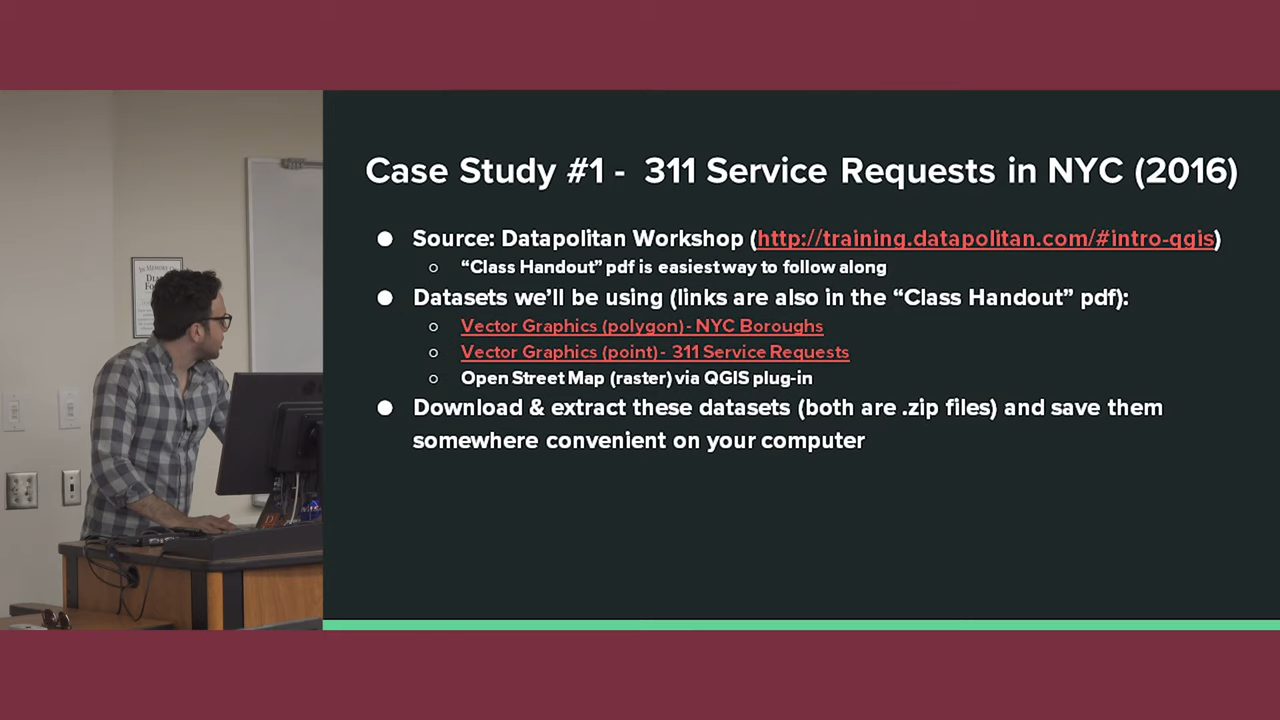 Case Study #1 - 311 Service Requests in NYC (2016)
● Source: Datapolitan Workshop (http://training.datapolitan.com/#intro-qgis)
○ “Class Handout” pdf is easiest way to follow along
● Datasets we’ll be using (links are also in the “Class Handout” pdf):
○ Vector Graphics (polygon) - NYC Boroughs
○ Vector Graphics (point) - 311 Service Requests
○ Open Street Map (raster) via QGIS plug-in
● Download & extract these datasets (both are .zip files) and save them
somewhere convenient on your computer
In Memory